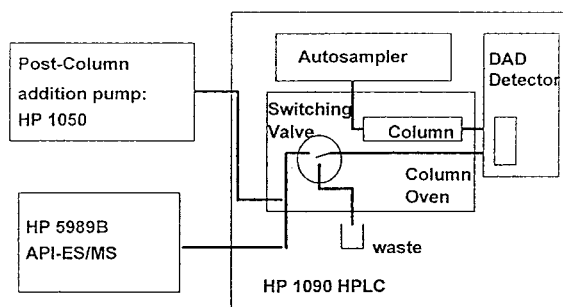 Post-Column
addition pump:
HP 1050
HP 5989B
API-ES/MS
Autosampler
DAD
Detector
Switching
Valve
Column
Column
Oven
waste
HP 1090 HPLC